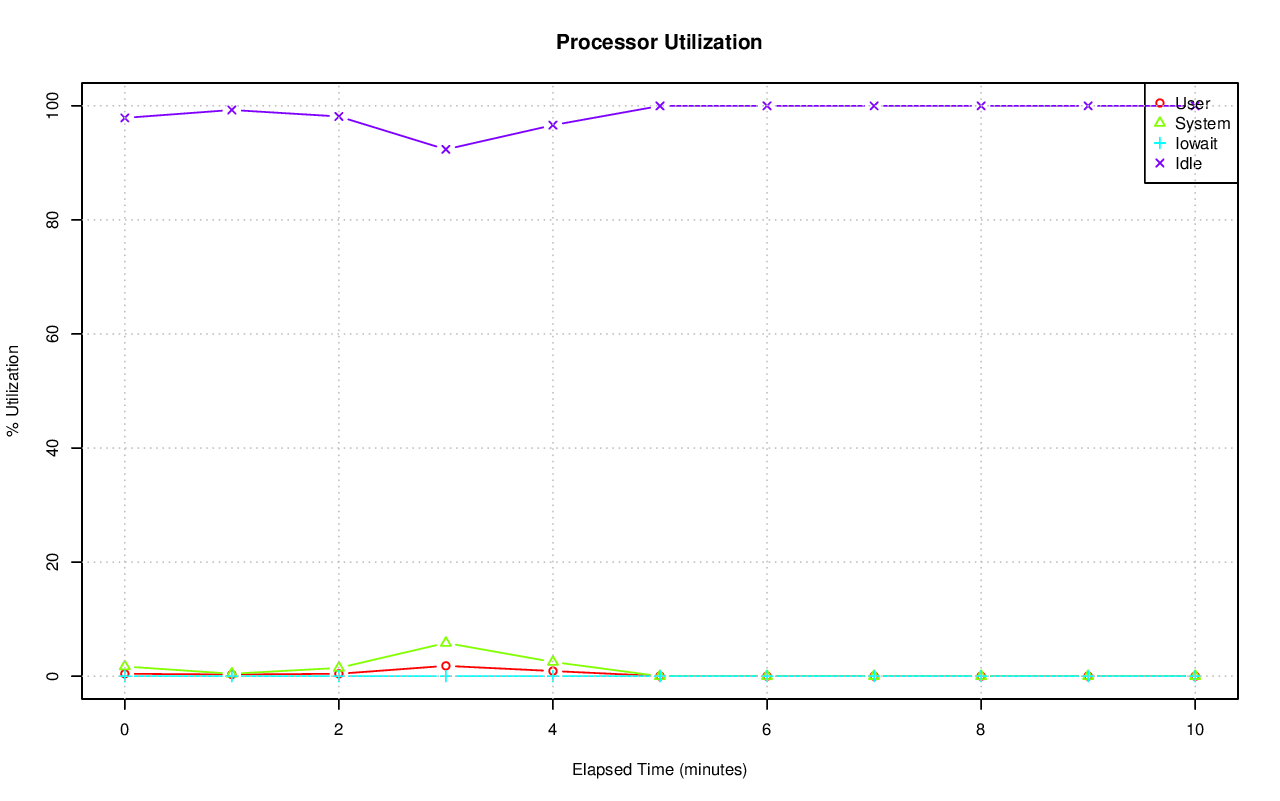 Processor Utilization
% Utilization
100
80
60
40
20
0
User
System
Iowait
Idle
0 2 4 6 8 10
Elapsed Time (minutes)